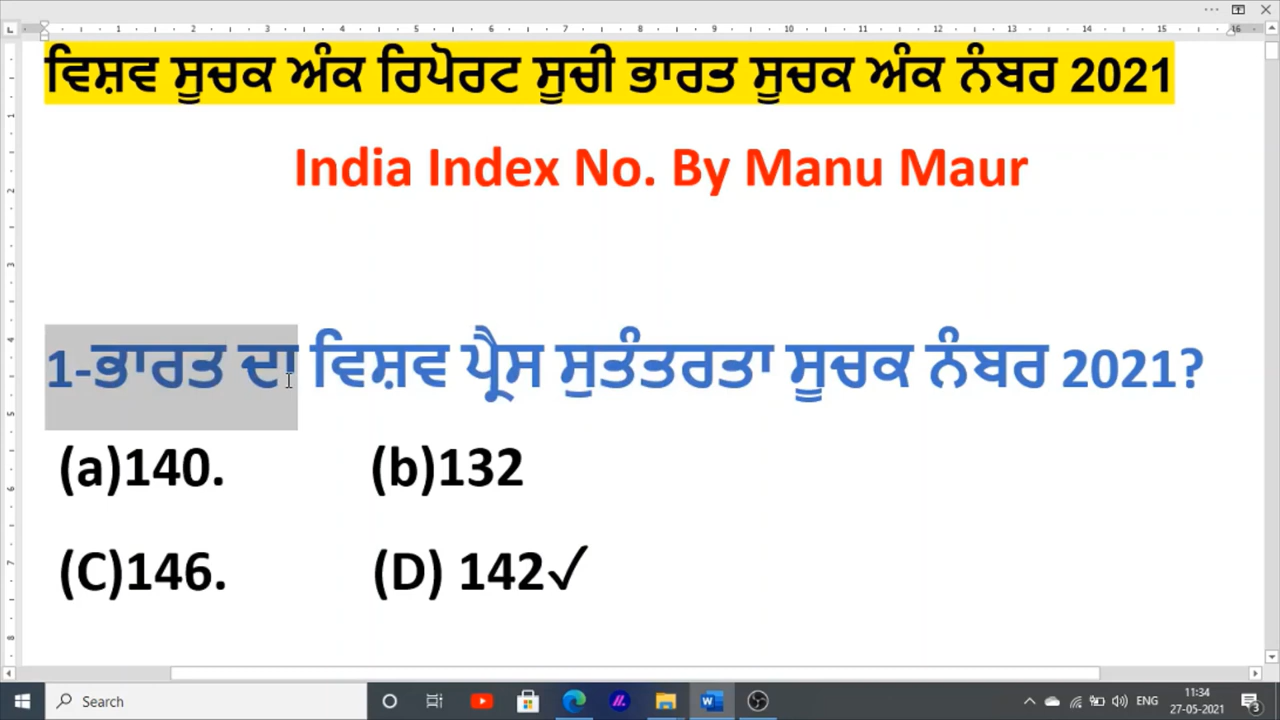 ਵਿਸ਼ਵ ਸੂਚਕ ਅੰਕ ਰਿਪੋਰਟ ਸੂਚੀ ਭਾਰਤ ਸੂਚਕ ਅੰਕ ਨੰਬਰ 2021
India Index No. By Manu Maur
1-ਭਾਰਤ ਦਾ ਵਿਸ਼ਵ ਪ੍ਰੈਸ ਸੁਤੰਤਰਤਾ ਸੂਚਕ ਨੰਬਰ 2021?
(a)140. (b)132
(C)146. (D) 142✓
Search
ENG
11:34
27-05-2021
3